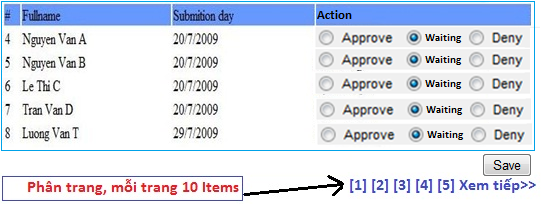 # Fullname Submition day Action
4 Nguyen Van A 20/7/2009 Approve Waiting Deny
5 Nguyen Van B 20/7/2009 Approve Waiting Deny
6 Le Thi C 20/7/2009 Approve Waiting Deny
7 Tran Van D 20/7/2009 Approve Waiting Deny
8 Luong Van T 29/7/2009 Approve Waiting Deny
Save
Phân trang, mỗi trang 10 Items [1] [2] [3] [4] [5] Xem tiếp>>